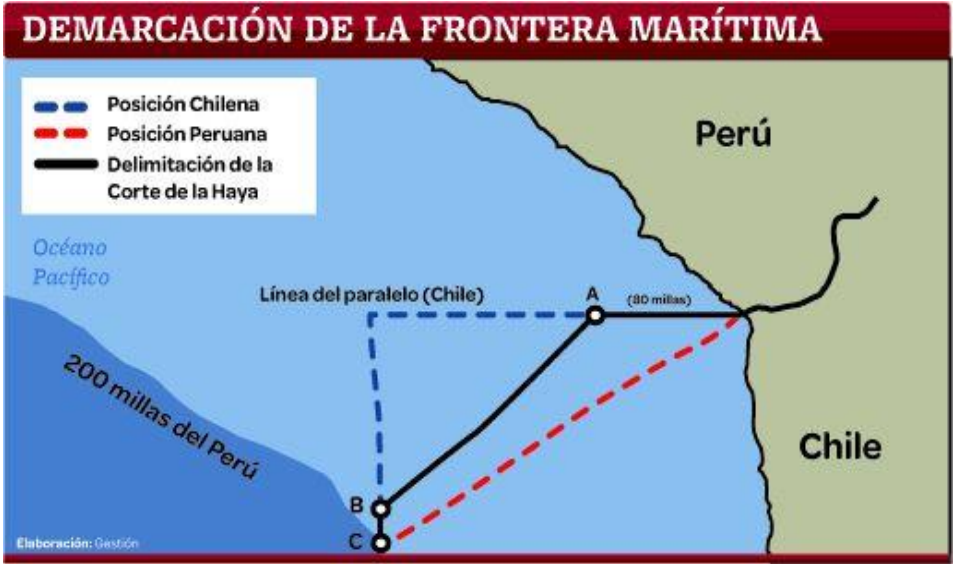 DEMARCACIÓN DE LA FRONTERA MARÍTIMA
Posición Chilena
Posición Peruana
Delimitación de la
Corte de la Haya
Perú
Océano
Pacífico
Línea del paralelo (Chile)
A
(80 millas)
200 millas del Perú
Chile
B
C
Elaboración: Gestión